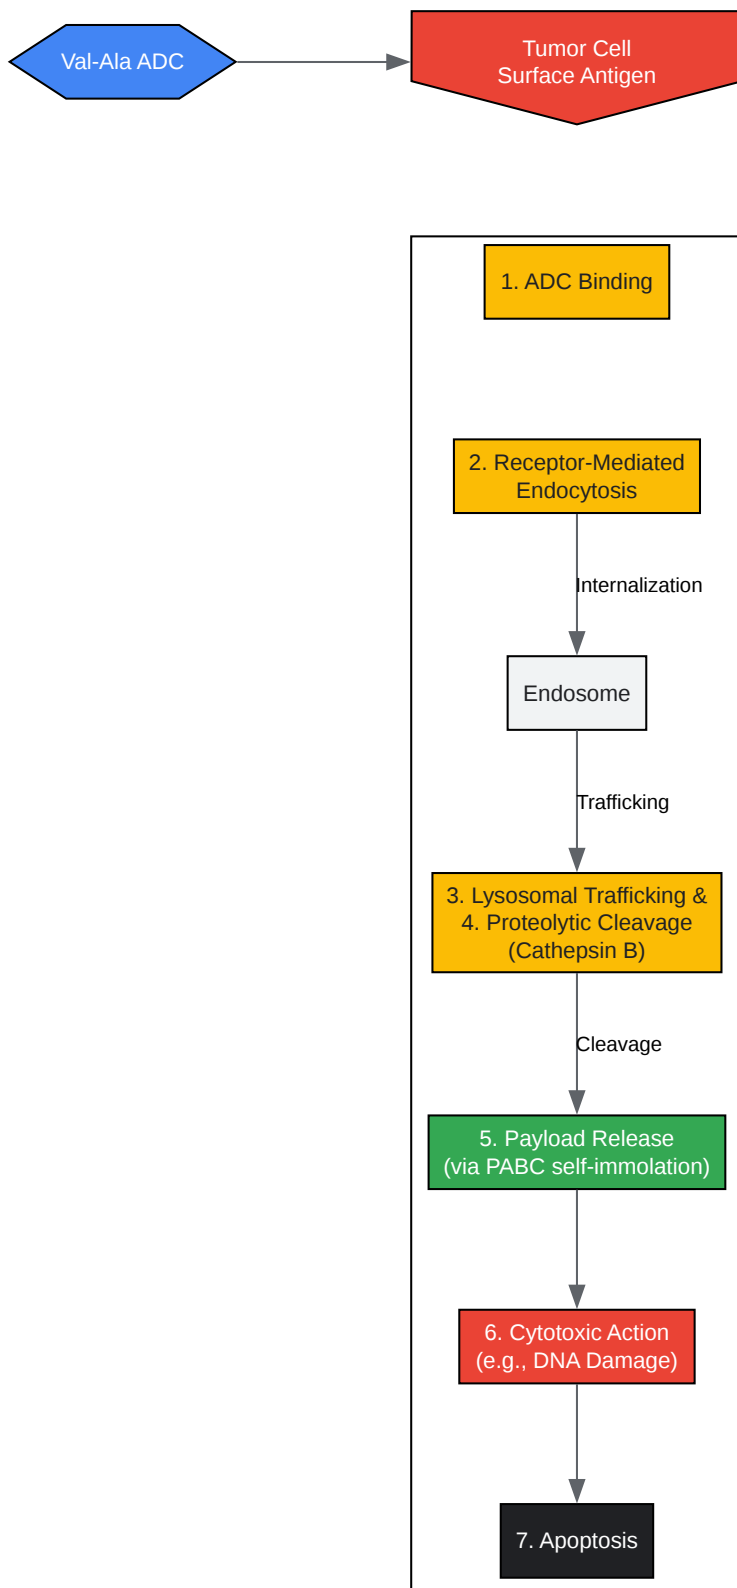 Val-Ala ADC
Tumor Cell
Surface Antigen
1. ADC Binding
2. Receptor-Mediated
Endocytosis
Internalization
Endosome
Trafficking
3. Lysosomal Trafficking &
4. Proteolytic Cleavage
(Cathepsin B)
Cleavage
5. Payload Release
(via PABC self-immolation)
6. Cytotoxic Action
(e.g., DNA Damage)
7. Apoptosis